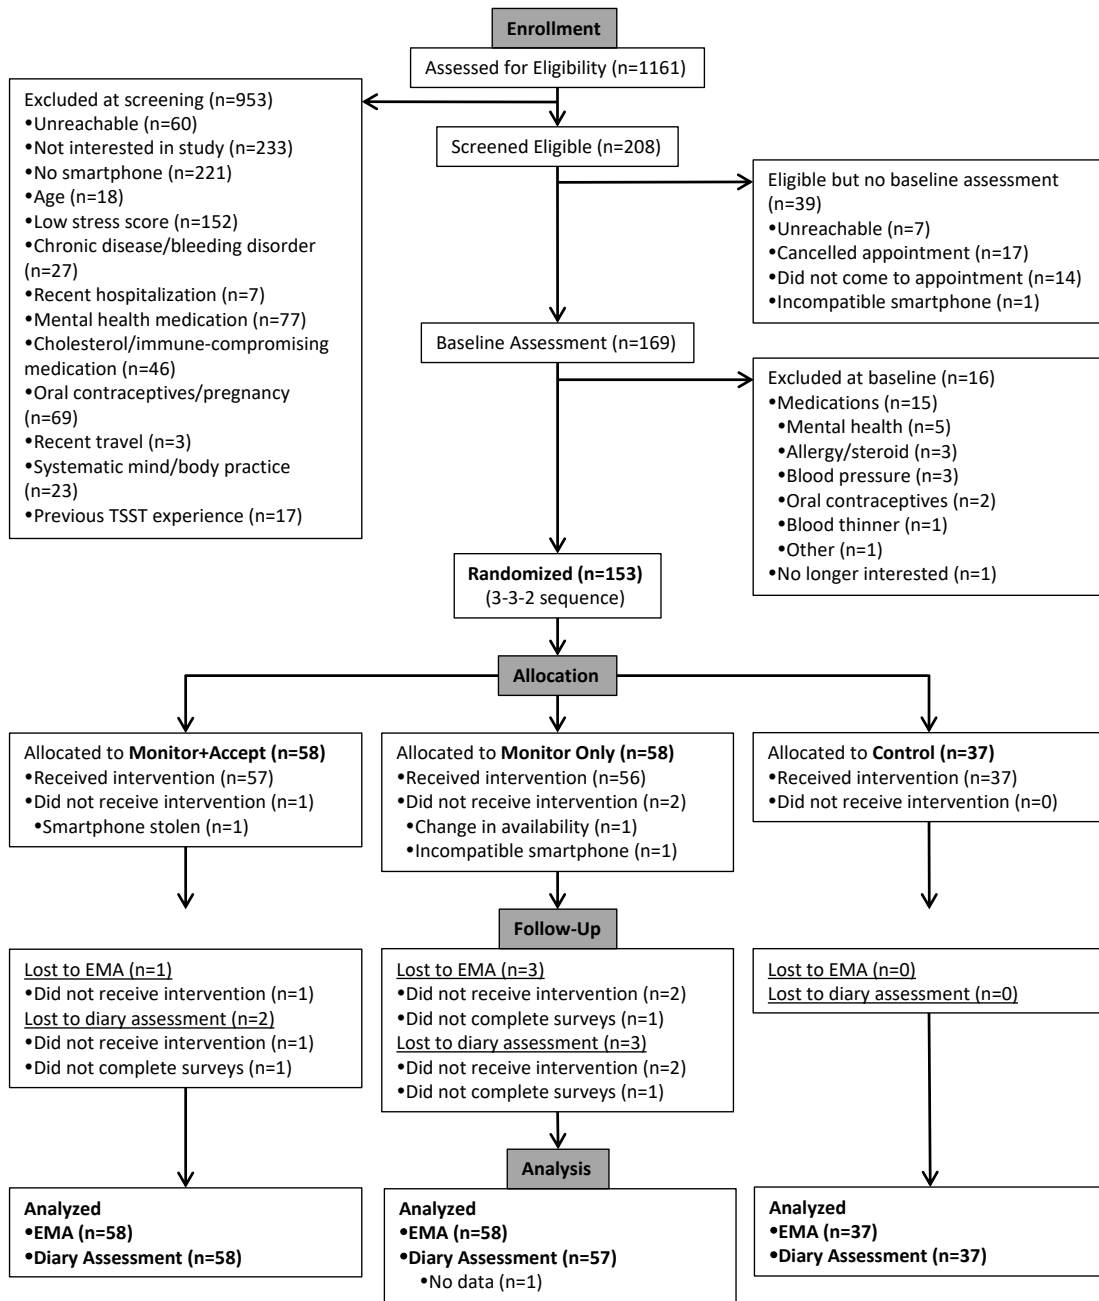 Enrollment
Assessed for Eligibility (n=1161)
Excluded at screening (n=953)
•Unreachable (n=60)
•Not interested in study (n=233)
•No smartphone (n=221)
•Age (n=18)
•Low stress score (n=152)
•Chronic disease/bleeding disorder
(n=27)
•Recent hospitalization (n=7)
•Mental health medication (n=77)
•Cholesterol/immune-compromising
medication (n=46)
•Oral contraceptives/pregnancy
(n=69)
•Recent travel (n=3)
•Systematic mind/body practice
(n=23)
•Previous TSST experience (n=17)
Screened Eligible (n=208)
Eligible but no baseline assessment
(n=39)
•Unreachable (n=7)
•Cancelled appointment (n=17)
•Did not come to appointment (n=14)
•Incompatible smartphone (n=1)
Baseline Assessment (n=169)
Excluded at baseline (n=16)
•Medications (n=15)
•Mental health (n=5)
•Allergy/steroid (n=3)
•Blood pressure (n=3)
•Oral contraceptives (n=2)
•Blood thinner (n=1)
•Other (n=1)
•No longer interested (n=1)
Randomized (n=153)
(3-3-2 sequence)
Allocation
Allocated to Monitor+Accept (n=58)
•Received intervention (n=57)
•Did not receive intervention (n=1)
•Smartphone stolen (n=1)
Allocated to Monitor Only (n=58)
•Received intervention (n=56)
•Did not receive intervention (n=2)
•Change in availability (n=1)
•Incompatible smartphone (n=1)
Allocated to Control (n=37)
•Received intervention (n=37)
•Did not receive intervention (n=0)
Follow-Up
Lost to EMA (n=1)
•Did not receive intervention (n=1)
Lost to diary assessment (n=2)
•Did not receive intervention (n=1)
•Did not complete surveys (n=1)
Lost to EMA (n=3)
•Did not receive intervention (n=2)
•Did not complete surveys (n=1)
Lost to diary assessment (n=3)
•Did not receive intervention (n=2)
•Did not complete surveys (n=1)
Lost to EMA (n=0)
Lost to diary assessment (n=0)
Analysis
Analyzed
•EMA (n=58)
•Diary Assessment (n=58)
Analyzed
•EMA (n=58)
•Diary Assessment (n=57)
•No data (n=1)
Analyzed
•EMA (n=37)
•Diary Assessment (n=37)